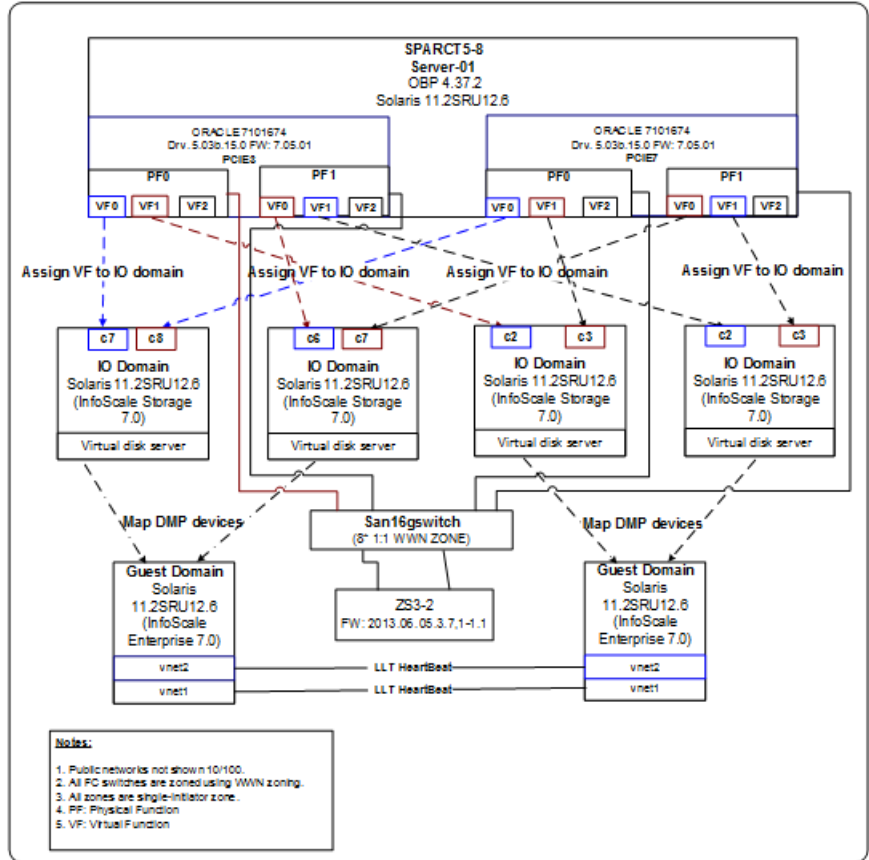 SPARCT5-8
Server-01
OBP 4.37.2
Solaris 11.2SRU12.6
ORACLE 7101674
Drv. 5.03b.15.0 FW: 7.05.01
PCIE3
PF0
PF1
VF0
VF1
VF2
VF0
VF1
VF2
ORACLE 7101674
Drv. 5.03b.15.0 FW: 7.05.01
PCIE7
PF0
PF1
VF0
VF1
VF2
VF0
VF1
VF2
Assign VF to IO domain
Assign VF to IO domain
Assign VF to IO domain
Assign VF to IO domain
c7
c8
IO Domain
Solaris 11.2SRU12.6
(InfoScale Storage
7.0)
Virtual disk server
c6
c7
IO Domain
Solaris 11.2SRU12.6
(InfoScale Storage
7.0)
Virtual disk server
c2
c3
IO Domain
Solaris 11.2SRU12.6
(InfoScale Storage
7.0)
Virtual disk server
c2
c3
IO Domain
Solaris 11.2SRU12.6
(InfoScale Storage
7.0)
Virtual disk server
Map DMP devices
San16gswitch
(8* 1:1 WWN ZONE)
Map DMP devices
Guest Domain
Solaris
11.2SRU12.6
(InfoScale
Enterprise 7.0)
vnet2
vnet1
ZS3-2
FW: 2013.06.05.3.7,1-1.1
Guest Domain
Solaris
11.2SRU12.6
(InfoScale
Enterprise 7.0)
vnet2
vnet1
LLT HeartBeat
LLT HeartBeat
Notes:
1. Public networks not shown 10/100.
2. All FC switches are zoned using WWN zoning.
3. All zones are single-initiator zone.
4. PF: Physical Function
5. VF: Virtual Function